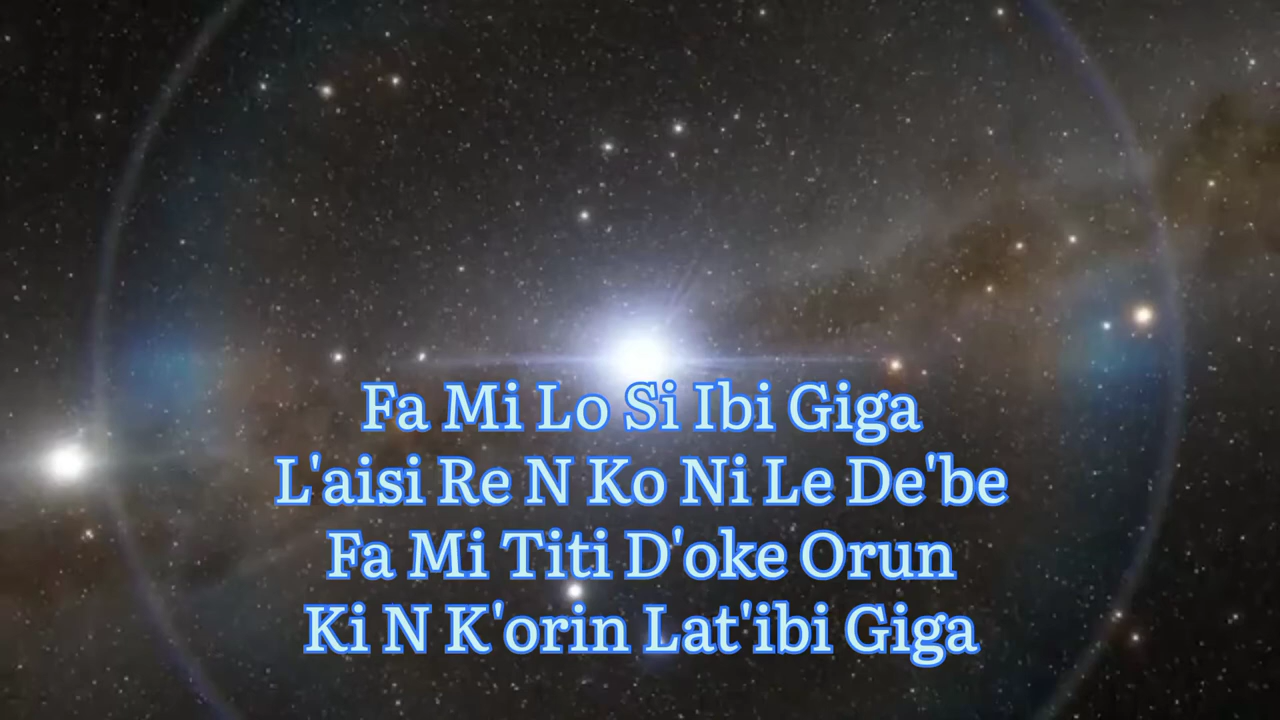 Fa Mi Lo Si Ibi Giga
L'aisi Re N Ko Ni Le De'be
Fa Mi Titi D'oke Orun
Ki N K'orin Lat'ibi Giga